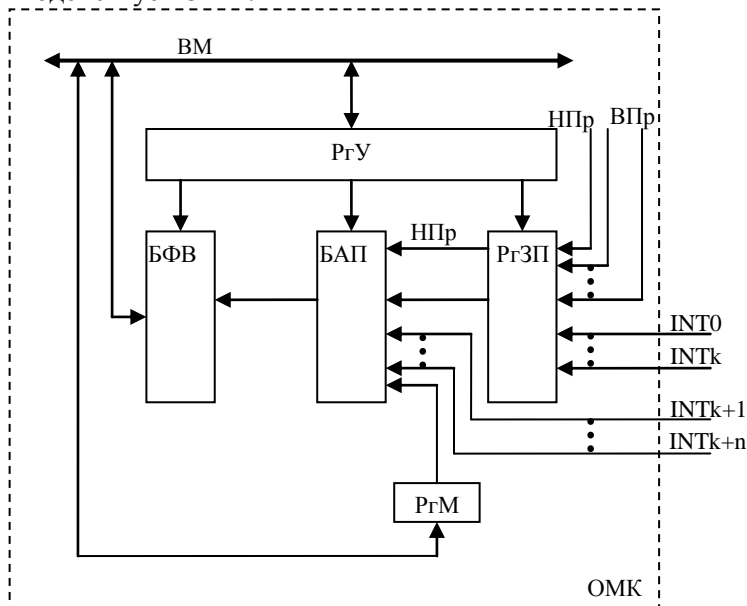 ВМ
НПр ВПр
РгУ
НПр
БФВ БАП РгЗП
INT0
INTk
INTk+1
INTk+n
РгМ
ОМК